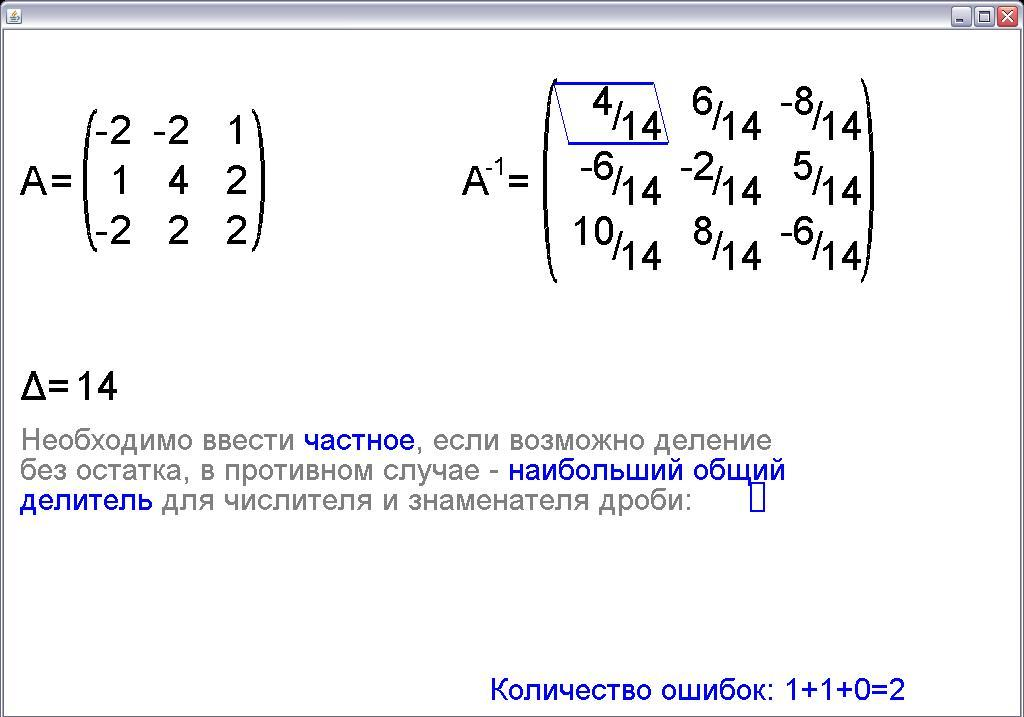 A= -2 -2 1
1 4 2
-2 2 2
A-1= 4/14 6/14 -8/14
-6/14 -2/14 5/14
10/14 8/14 -6/14
Δ=14
Необходимо ввести частное, если возможно деление
без остатка, в противном случае - наибольший общий
делитель для числителя и знаменателя дроби:
Количество ошибок: 1+1+0=2